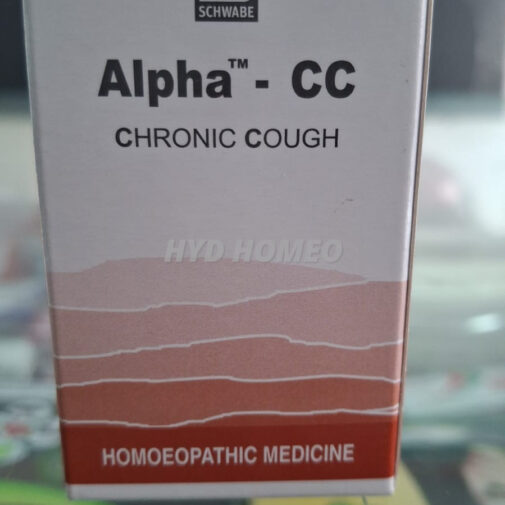 SCHWABE
Alpha™ - CC
CHRONIC COUGH
HYD HOMEO
HOMOEOPATHIC MEDICINE